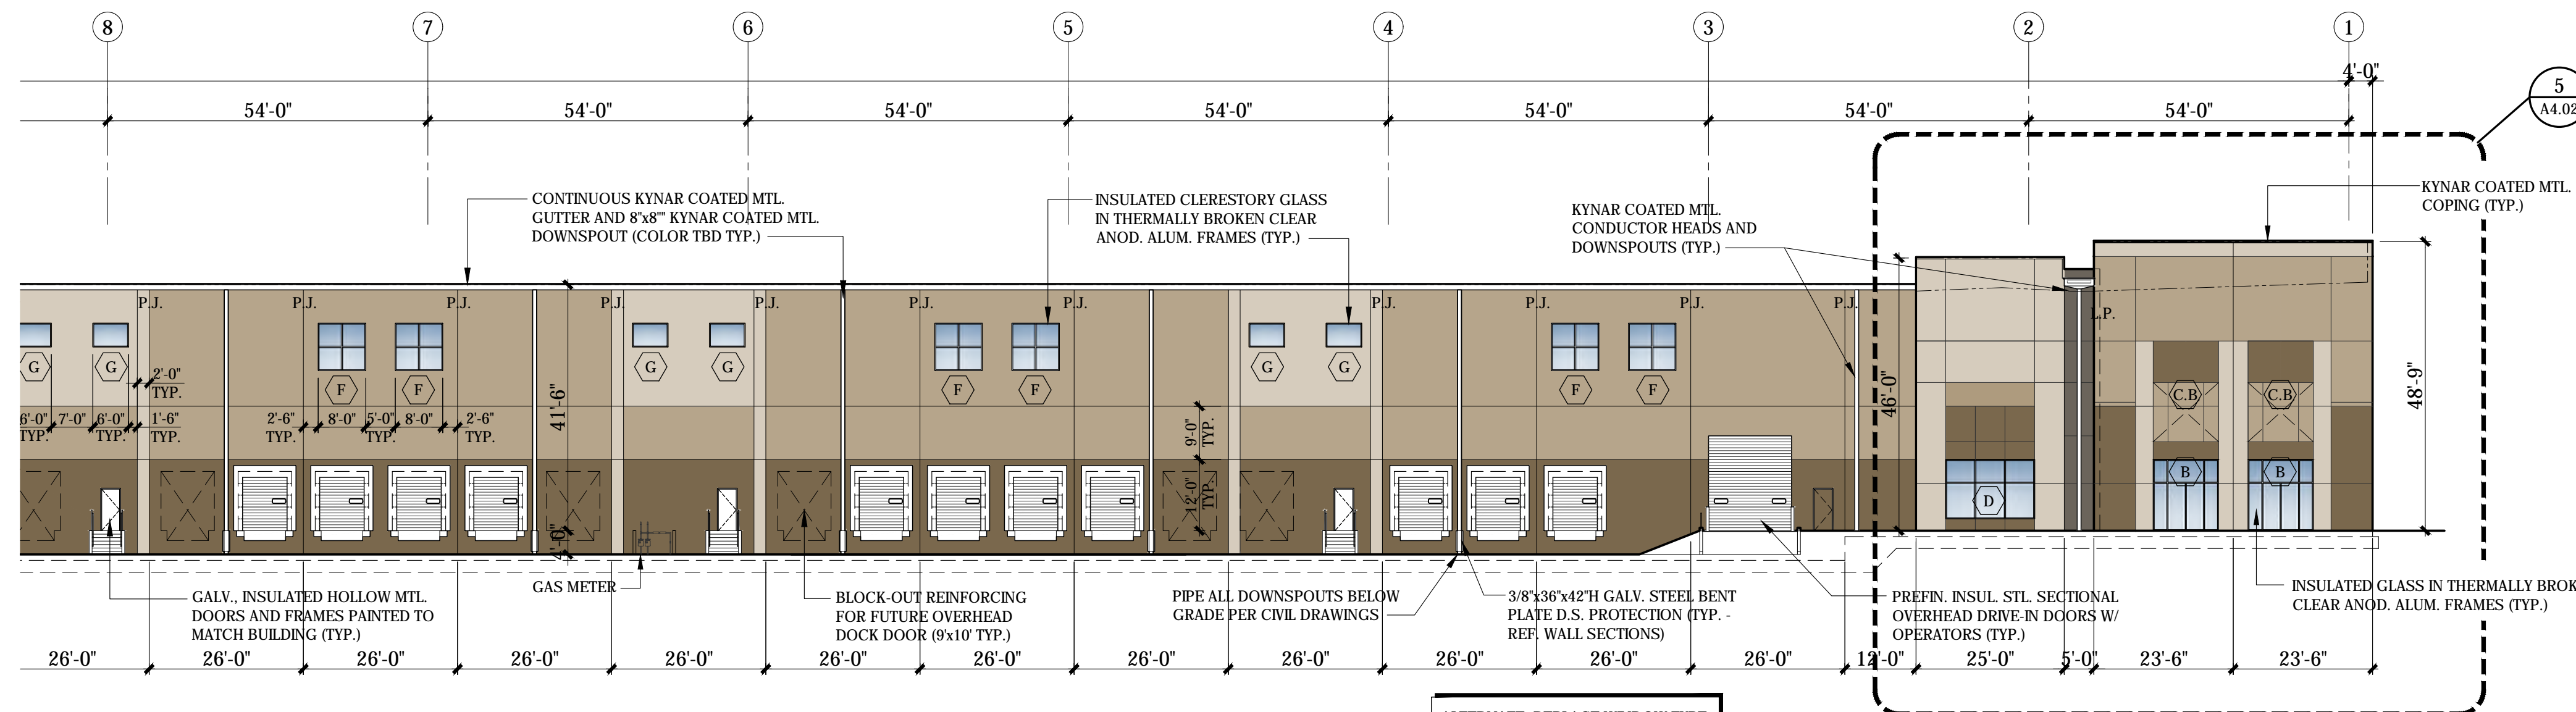 8 7 6 5 4 3 2 1
4'-0"
54'-0" 54'-0" 54'-0" 54'-0" 54'-0" 54'-0" 54'-0"
5
A4.02
CONTINUOUS KYNAR COATED MTL.
GUTTER AND 8"x8"" KYNAR COATED MTL.
DOWNSPOUT (COLOR TBD TYP.)
INSULATED CLERESTORY GLASS
IN THERMALLY BROKEN CLEAR
ANOD. ALUM. FRAMES (TYP.)
KYNAR COATED MTL.
CONDUCTOR HEADS AND
DOWNSPOUTS (TYP.)
KYNAR COATED MTL.
COPING (TYP.)
P.J. P.J. P.J. P.J. P.J. P.J. P.J. P.J. P.J. P.J. P.J.
L.P.
G G G G G G
F F F F F F
2'-0"
TYP.
6'-0" 7'-0" 6'-0" 1'-6" 2'-6" 8'-0" 5'-0" 8'-0" 2'-6"
TYP. TYP. TYP. TYP. TYP. TYP.
41'-6"
4'-0"
9'-0"
TYP.
12'-0"
TYP.
46'-0"
48'-9"
C.B C.B
B B
D
GAS METER
GALV., INSULATED HOLLOW MTL.
DOORS AND FRAMES PAINTED TO
MATCH BUILDING (TYP.)
BLOCK-OUT REINFORCING
FOR FUTURE OVERHEAD
DOCK DOOR (9'x10' TYP.)
PIPE ALL DOWNSPOUTS BELOW
GRADE PER CIVIL DRAWINGS
3/8"x36"x42"H GALV. STEEL BENT
PLATE D.S. PROTECTION (TYP. -
REF. WALL SECTIONS)
PREFIN. INSUL. STL. SECTIONAL
OVERHEAD DRIVE-IN DOORS W/
OPERATORS (TYP.)
INSULATED GLASS IN THERMALLY BROK
CLEAR ANOD. ALUM. FRAMES (TYP.)
26'-0" 26'-0" 26'-0" 26'-0" 26'-0" 26'-0" 26'-0" 26'-0" 26'-0" 26'-0" 26'-0" 26'-0" 12'-0" 25'-0" 5'-0" 23'-6" 23'-6"